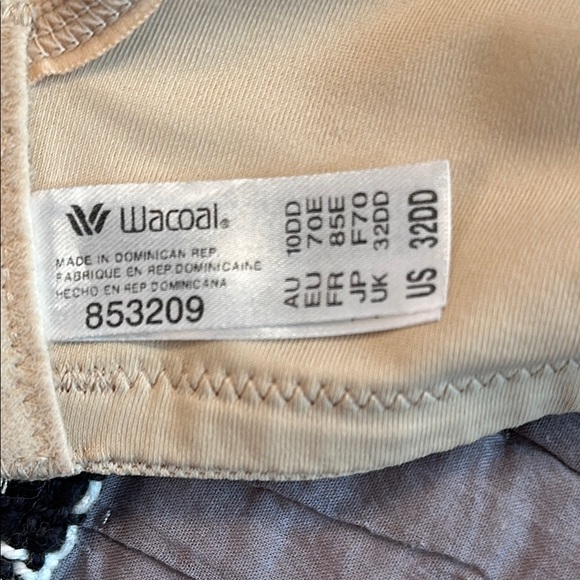 Wacoal®
MADE IN DOMINICAN REP.
FABRIQUE EN REP DOMINICAINE
HECHO EN REP DOMINICANA
853209
AU 10DD
EU 70E
FR 85E
JP F70
UK 32DD
US 32DD